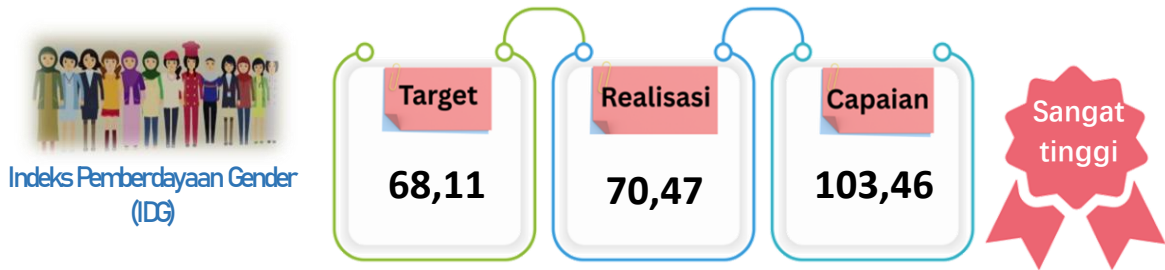 Indeks Pemberdayaan Gender
(IDG)
Target
68,11
Realisasi
70,47
Capaian
103,46
Sangat
tinggi